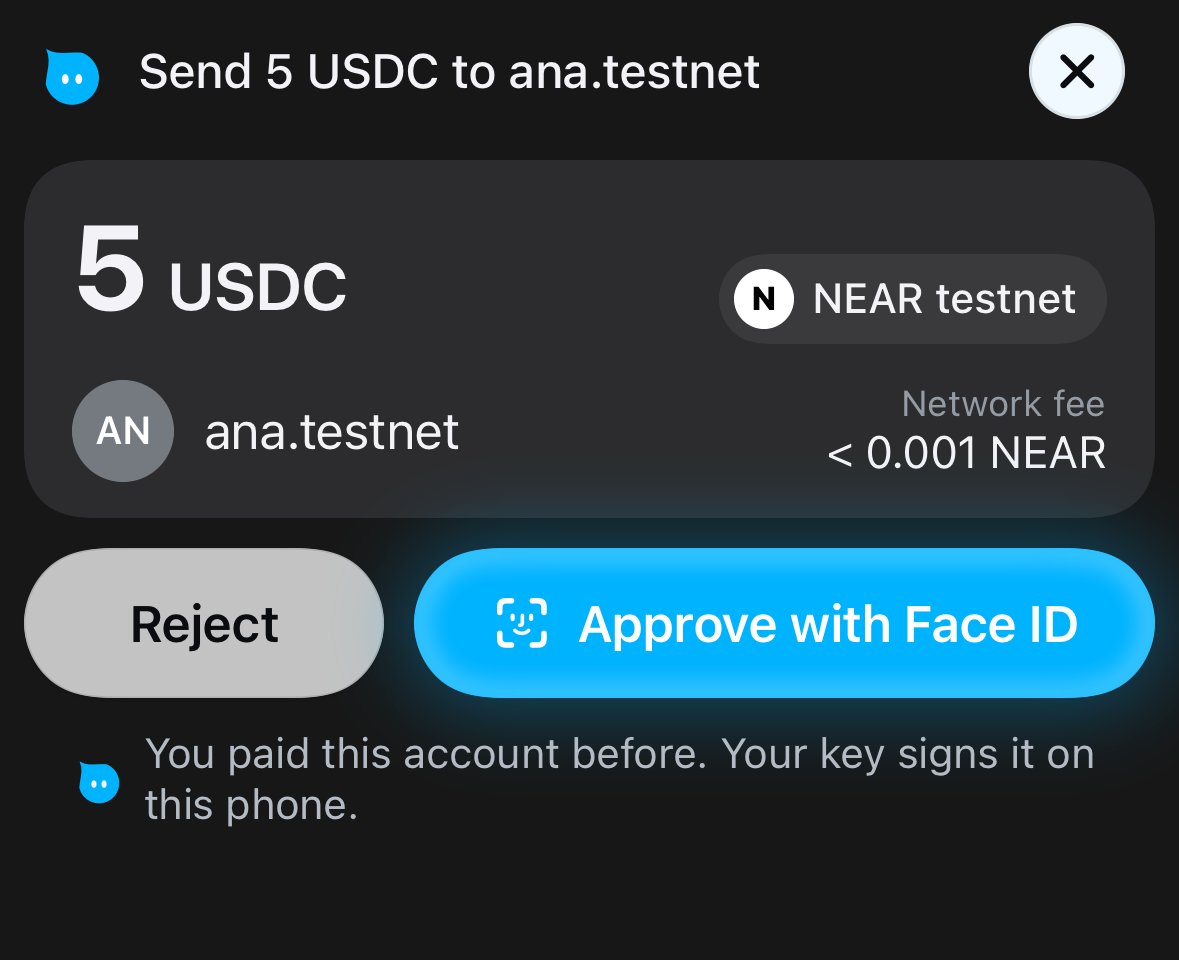 Send 5 USDC to ana.testnet
5 USDC
N NEAR testnet
AN ana.testnet
Network fee
< 0.001 NEAR
Reject
Approve with Face ID
You paid this account before. Your key signs it on
this phone.